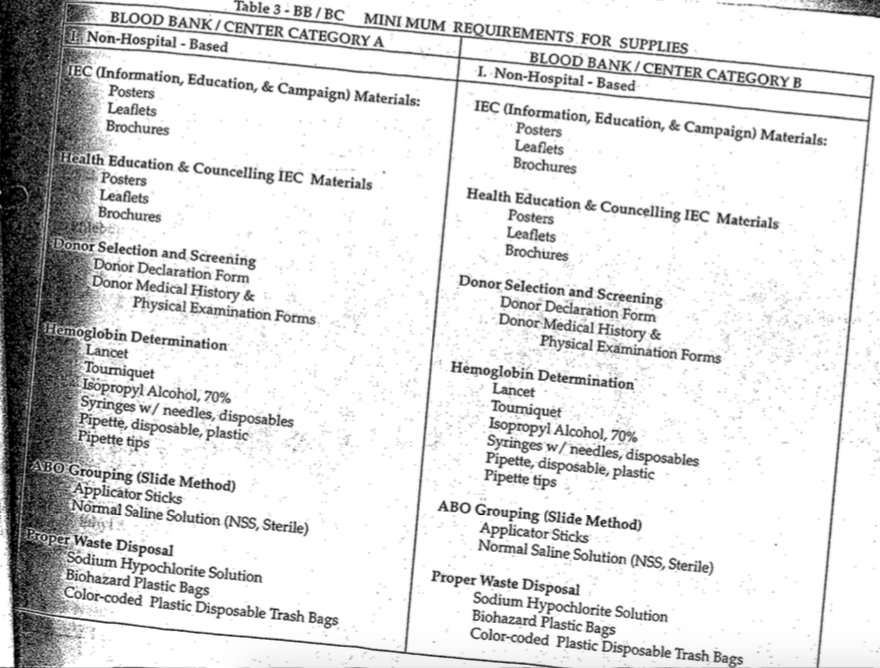 Table 3 - BB / BC MINI MUM REQUIREMENTS FOR SUPPLIES
BLOOD BANK / CENTER CATEGORY A
I. Non-Hospital - Based
IEC (Information, Education, & Campaign) Materials:
Posters
Leaflets
Brochures
Health Education & Councelling IEC Materials
Posters
Leaflets
Brochures
Donor Selection and Screening
Donor Declaration Form
Donor Medical History &
Physical Examination Forms
Hemoglobin Determination
Lancet
Tourniquet
Isopropyl Alcohol, 70%
Syringes w/ needles, disposables
Pipette, disposable, plastic
Pipette tips
ABO Grouping (Slide Method)
Applicator Sticks
Normal Saline Solution (NSS, Sterile)
Proper Waste Disposal
Sodium Hypochlorite Solution
Biohazard Plastic Bags
Color-coded Plastic Disposable Trash Bags
BLOOD BANK / CENTER CATEGORY B
I. Non-Hospital - Based
IEC (Information, Education, & Campaign) Materials:
Posters
Leaflets
Brochures
Health Education & Councelling IEC Materials
Posters
Leaflets
Brochures
Donor Selection and Screening
Donor Declaration Form
Donor Medical History &
Physical Examination Forms
Hemoglobin Determination
Lancet
Tourniquet
Isopropyl Alcohol, 70%
Syringes w/ needles, disposables
Pipette, disposable, plastic
Pipette tips
ABO Grouping (Slide Method)
Applicator Sticks
Normal Saline Solution (NSS, Sterile)
Proper Waste Disposal
Sodium Hypochlorite Solution
Biohazard Plastic Bags
Color-coded Plastic Disposable Trash Bags